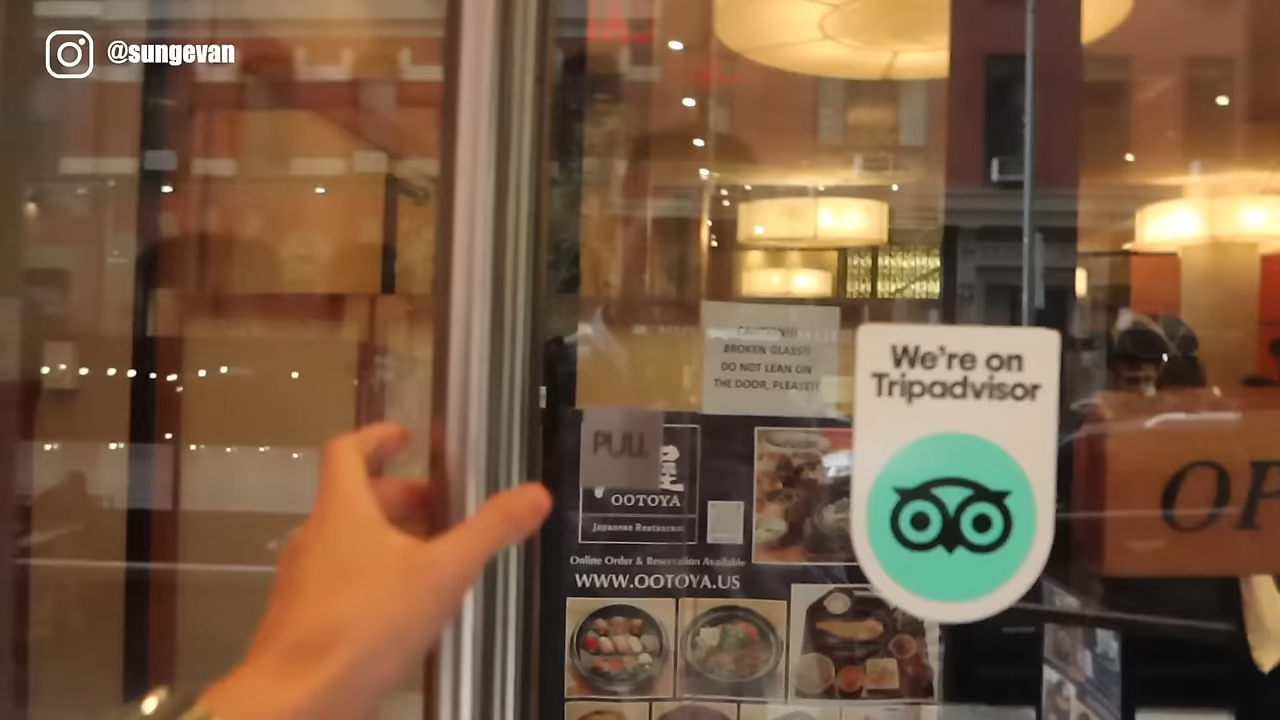 @sungevan
CAUTION!!!
BROKEN GLASS!!
DO NOT LEAN ON
THE DOOR, PLEASE!!
We're on
Tripadvisor
PULL
OOTOYA
Japanese Restaurant
Online Order & Reservation Available
WWW.OOTOYA.US
OP